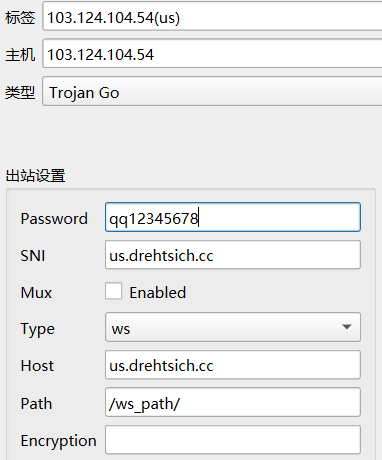 标签 103.124.104.54(us)
主机 103.124.104.54
类型 Trojan Go
出站设置
Password qq12345678
SNI us.drehtsich.cc
Mux Enabled
Type ws
Host us.drehtsich.cc
Path /ws_path/
Encryption